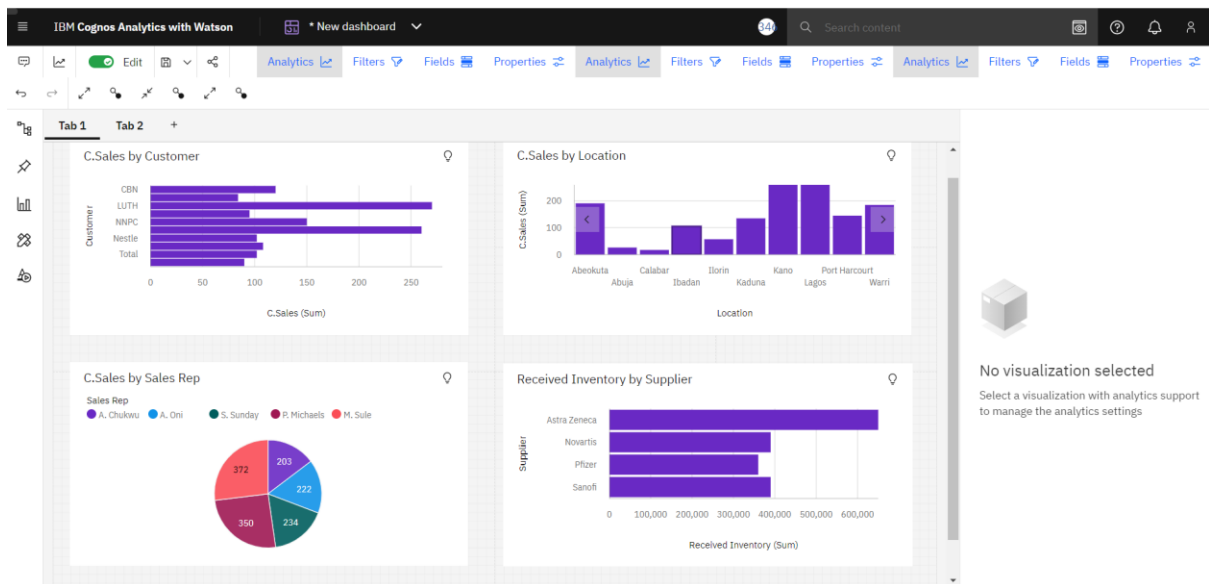 IBM Cognos Analytics with Watson
* New dashboard
Search content
Edit
Analytics Filters Fields Properties Analytics Filters Fields Properties Analytics Filters Fields Properties
Tab 1 Tab 2 +
C.Sales by Customer
Customer
CBN
LUTH
NNPC
Nestle
Total
0 50 100 150 200 250
C.Sales (Sum)
C.Sales by Location
C.Sales (Sum)
200
100
0
Abeokuta Calabar Ilorin Kano Port Harcourt
Abuja Ibadan Kaduna Lagos Warri
Location
C.Sales by Sales Rep
Sales Rep
A. Chukwu A. Oni S. Sunday P. Michaels M. Sule
372
203
222
350
234
Received Inventory by Supplier
Supplier
Astra Zeneca
Novartis
Pfizer
Sanofi
0 100,000 200,000 300,000 400,000 500,000 600,000
Received Inventory (Sum)
No visualization selected
Select a visualization with analytics support
to manage the analytics settings